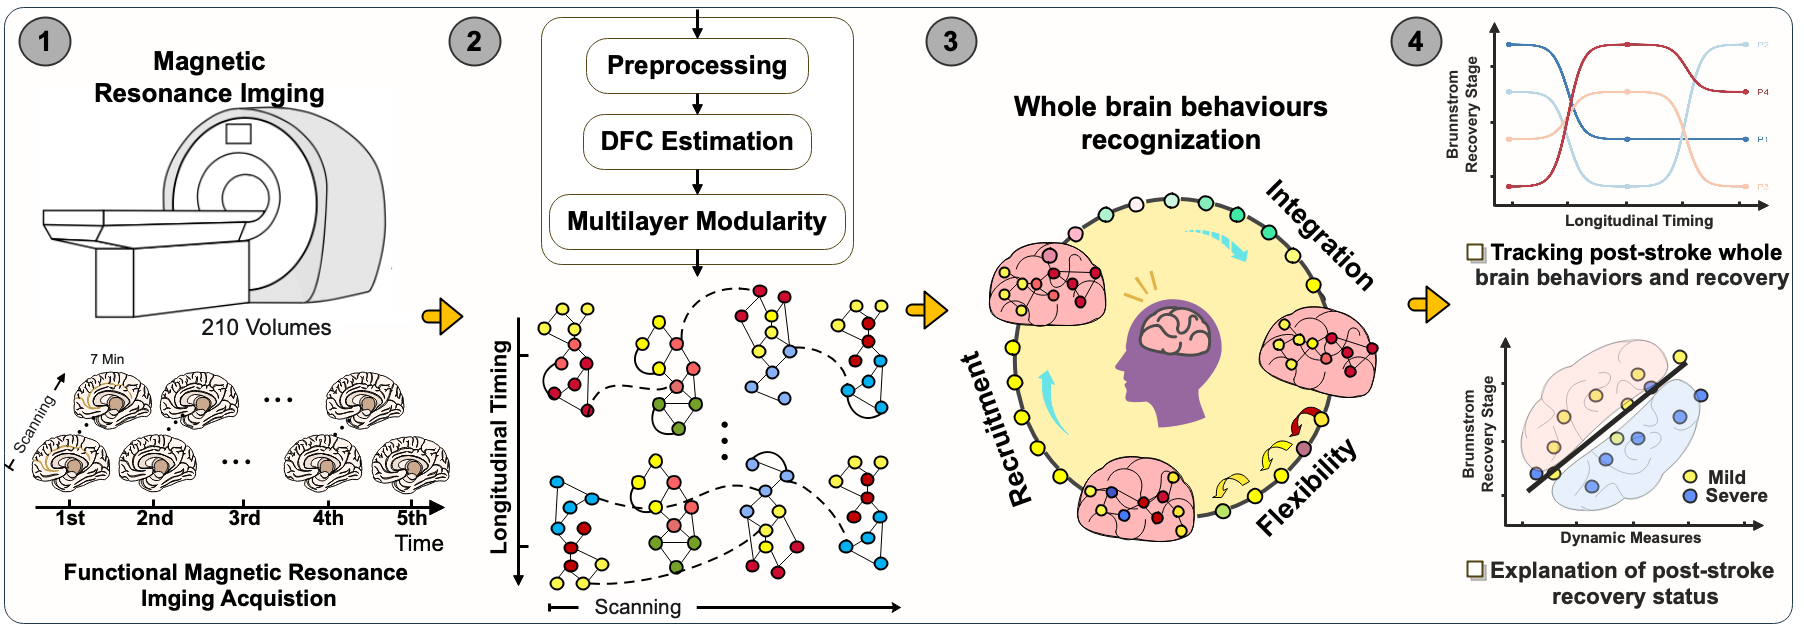 1
Magnetic
Resonance Imging
210 Volumes
7 Min
Scanning
1st 2nd 3rd 4th 5th
Time
Functional Magnetic Resonance
Imging Acquistion
2
Preprocessing
DFC Estimation
Multilayer Modularity
Longitudinal Timing
Scanning
3
Whole brain behaviours
recognization
Integration
Recruitment
Flexibility
4
Brunnstrom
Recovery Stage
P2
P4
P1
P3
Longitudinal Timing
Tracking post-stroke whole
brain behaviors and recovery
Brunnstrom
Recovery Stage
Mild
Severe
Dynamic Measures
Explanation of post-stroke
recovery status